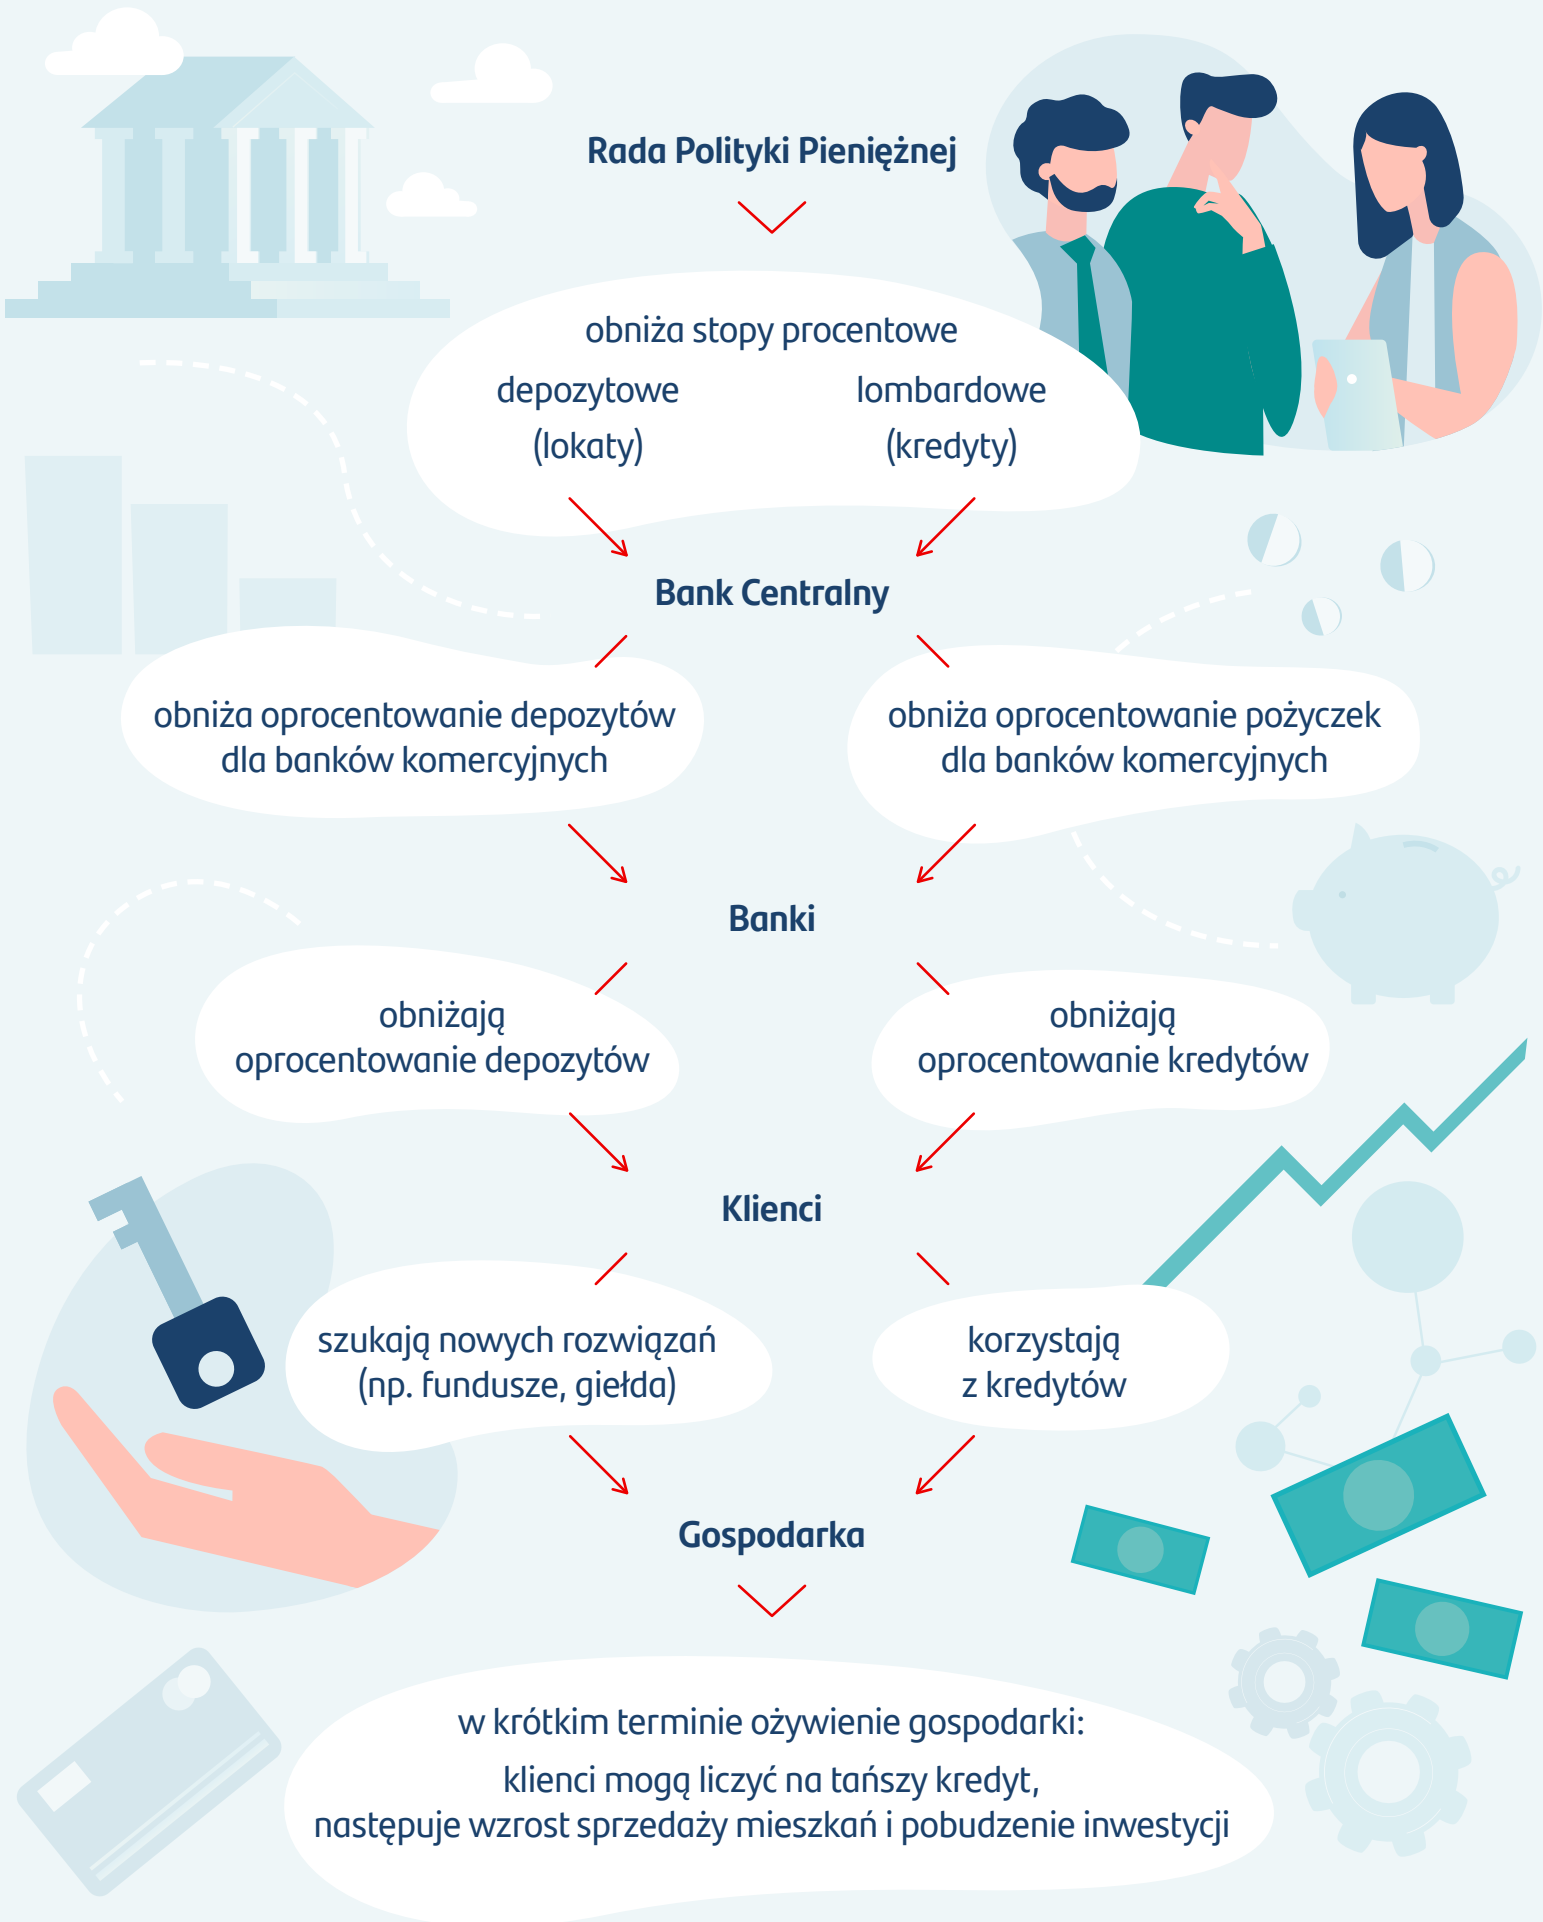 Rada Polityki Pieniężnej
obniża stopy procentowe
depozytowe
(lokaty)
lombardowe
(kredyty)
Bank Centralny
obniża oprocentowanie depozytów
dla banków komercyjnych
obniża oprocentowanie pożyczek
dla banków komercyjnych
Banki
obniżają
oprocentowanie depozytów
obniżają
oprocentowanie kredytów
Klienci
szukają nowych rozwiązań
(np. fundusze, giełda)
korzystają
z kredytów
Gospodarka
w krótkim terminie ożywienie gospodarki:
klienci mogą liczyć na tańszy kredyt,
następuje wzrost sprzedaży mieszkań i pobudzenie inwestycji